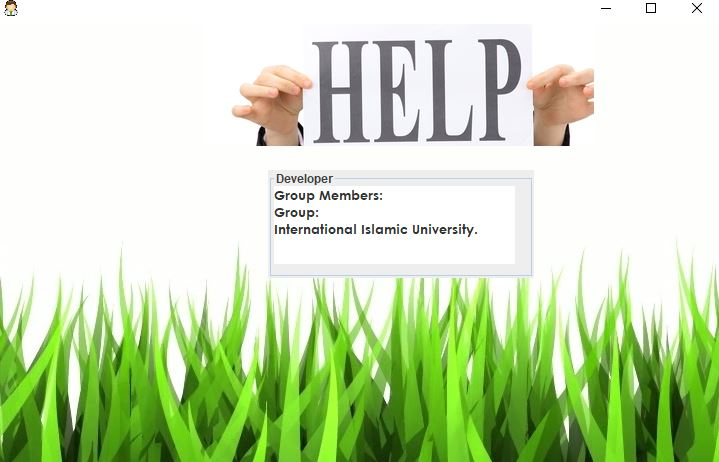 HELP
Developer
Group Members:
Group:
International Islamic University.